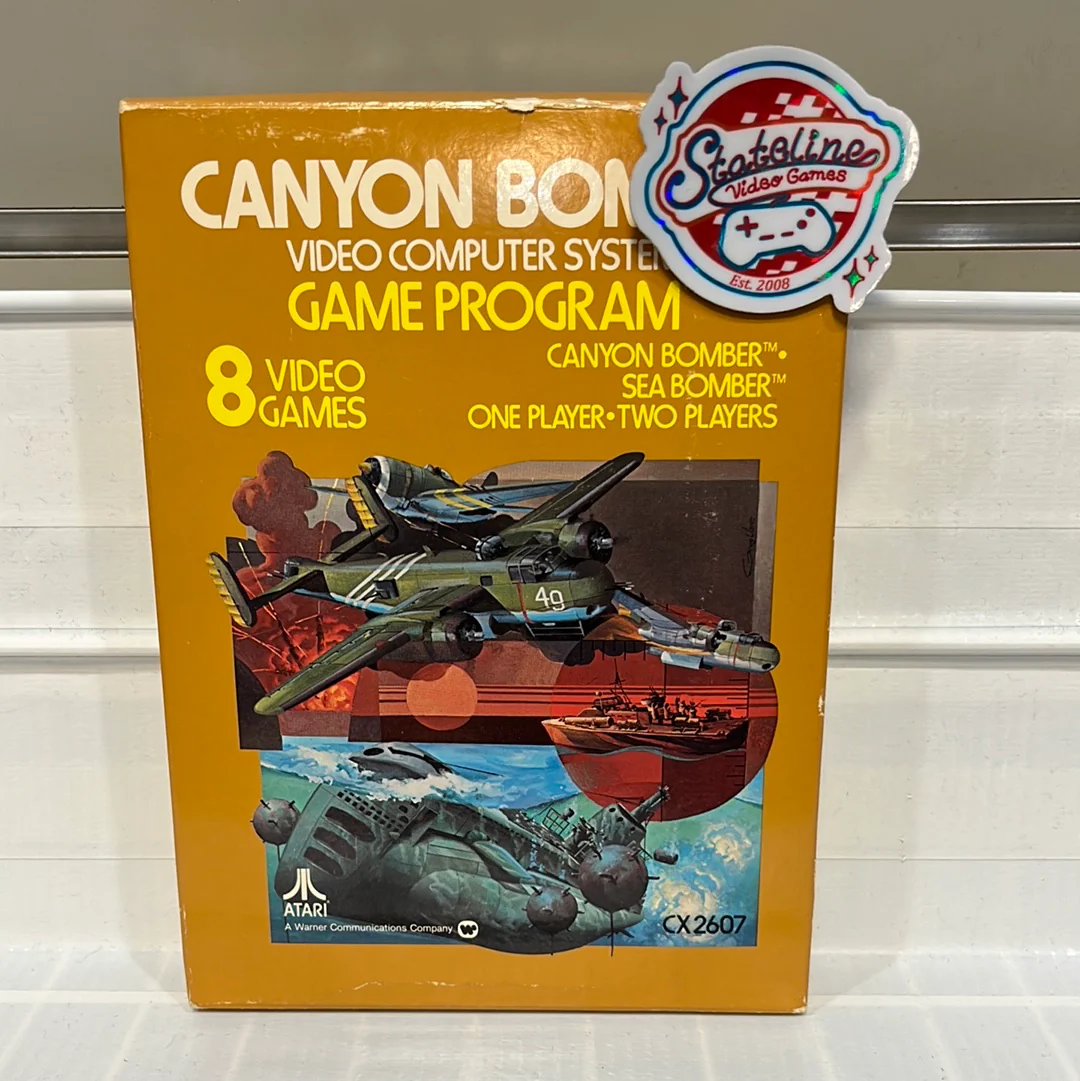 CANYON BOM
VIDEO COMPUTER SYSTEM
GAME PROGRAM
8 VIDEO
GAMES
CANYON BOMBER™•
SEA BOMBER™
ONE PLAYER•TWO PLAYERS
Stateline
Video Games
Est. 2008
49
ATARI
A Warner Communications Company
CX2607